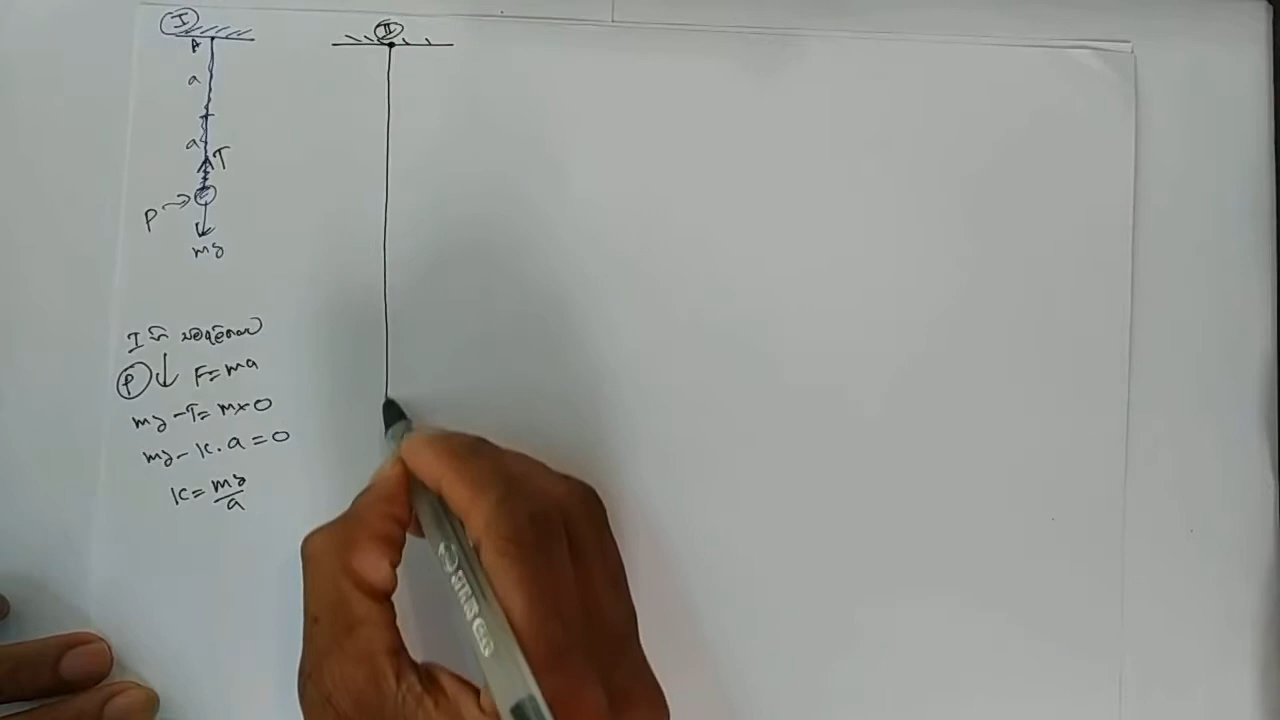 I
A
a
a
T
P
mg
II
I න් සමතුලිතතාව
P ↓ F=ma
mg-T=m×0
mg-k.a=0
k=mg/a